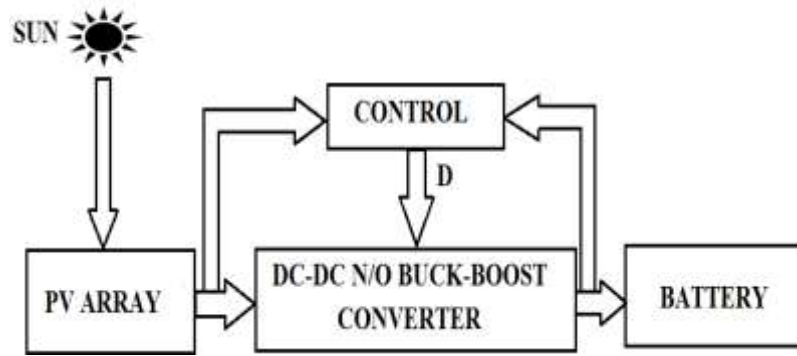 SUN
CONTROL
D
PV ARRAY
DC-DC N/O BUCK-BOOST
CONVERTER
BATTERY